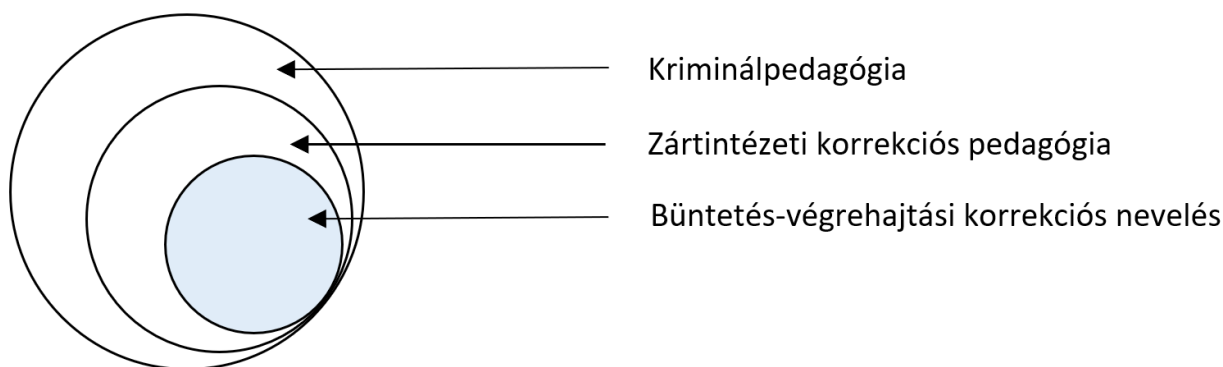 Kriminálpedagógia
Zártintézeti korrekciós pedagógia
Büntetés-végrehajtási korrekciós nevelés